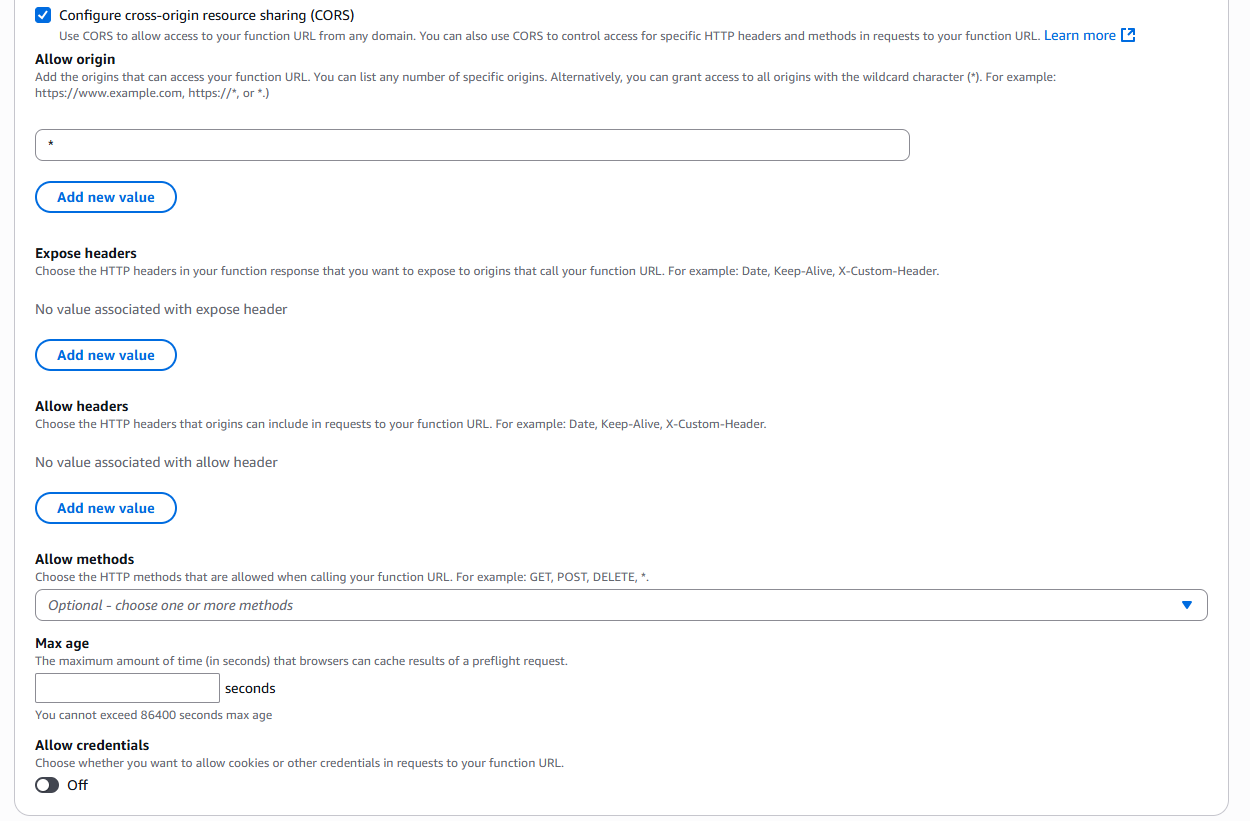 Configure cross-origin resource sharing (CORS)
Use CORS to allow access to your function URL from any domain. You can also use CORS to control access for specific HTTP headers and methods in requests to your function URL. Learn more
Allow origin
Add the origins that can access your function URL. You can list any number of specific origins. Alternatively, you can grant access to all origins with the wildcard character (*). For example:
https://www.example.com, https://*, or *.)
*
Add new value
Expose headers
Choose the HTTP headers in your function response that you want to expose to origins that call your function URL. For example: Date, Keep-Alive, X-Custom-Header.
No value associated with expose header
Add new value
Allow headers
Choose the HTTP headers that origins can include in requests to your function URL. For example: Date, Keep-Alive, X-Custom-Header.
No value associated with allow header
Add new value
Allow methods
Choose the HTTP methods that are allowed when calling your function URL. For example: GET, POST, DELETE, *.
Optional - choose one or more methods
Max age
The maximum amount of time (in seconds) that browsers can cache results of a preflight request.
seconds
You cannot exceed 86400 seconds max age
Allow credentials
Choose whether you want to allow cookies or other credentials in requests to your function URL.
Off